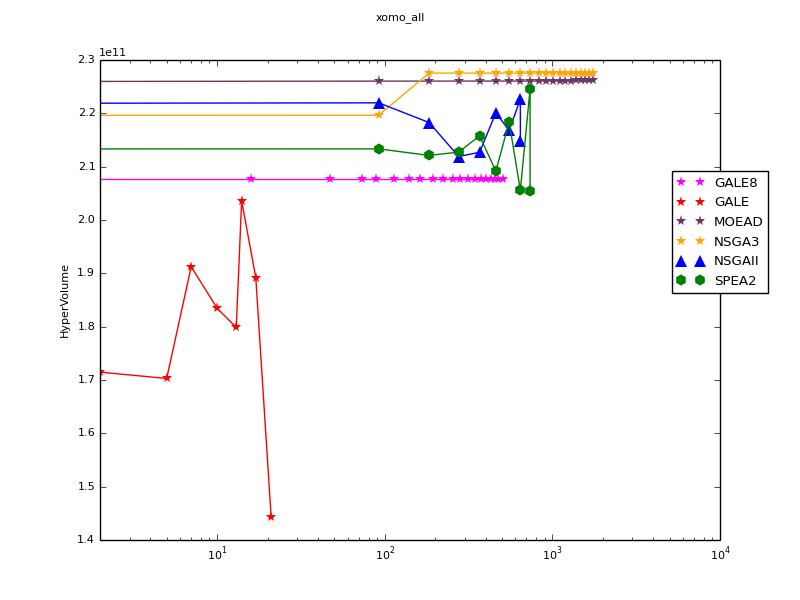 xomo_all
1e11
2.3
2.2
2.1
2.0
1.9
1.8
1.7
1.6
1.5
1.4
HyperVolume
10^1
10^2
10^3
10^4
GALE8
GALE
MOEAD
NSGA3
NSGAII
SPEA2